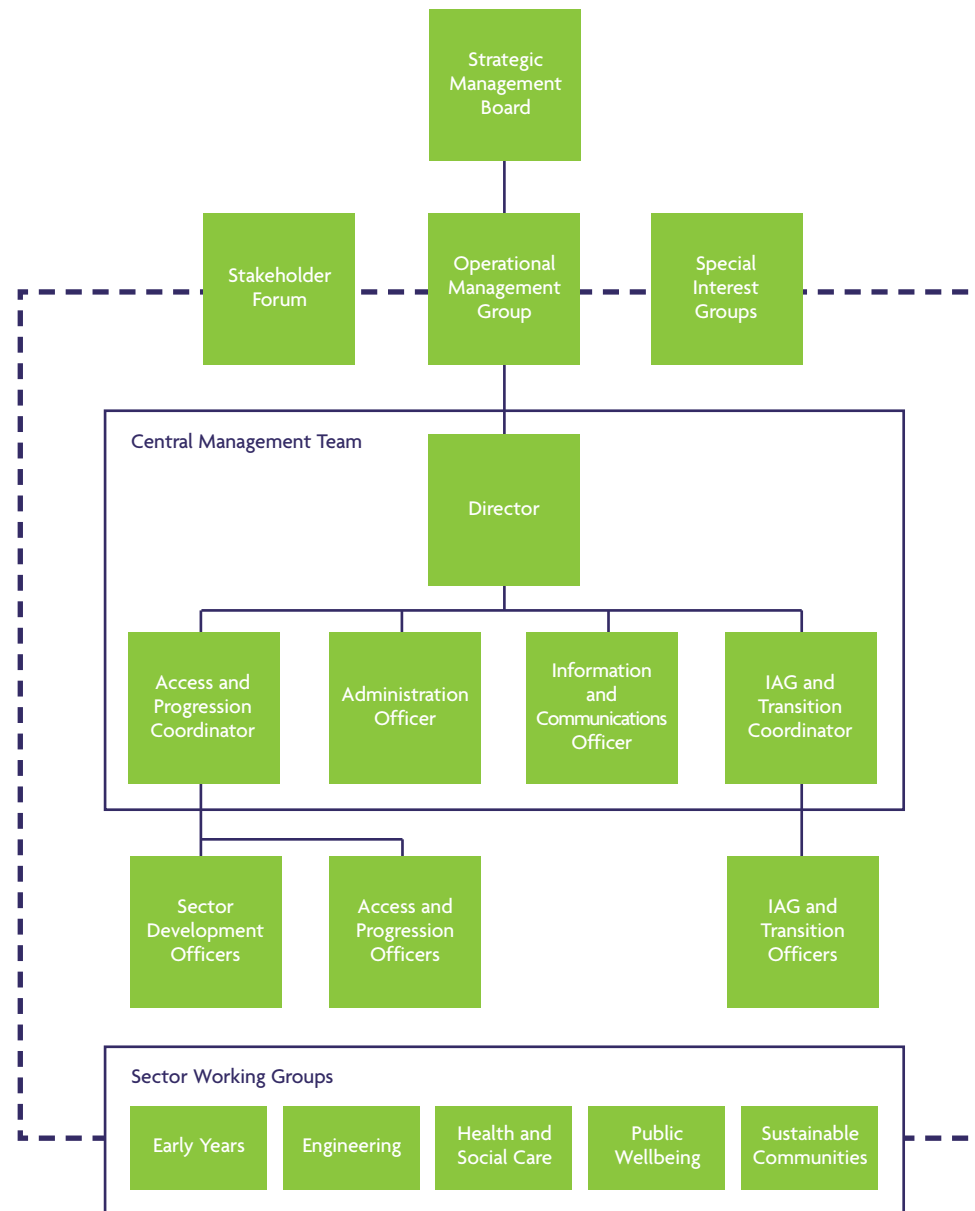 Strategic
Management
Board
Stakeholder
Forum
Operational
Management
Group
Special
Interest
Groups
Central Management Team
Director
Access and
Progression
Coordinator
Administration
Officer
Information
and
Communications
Officer
IAG and
Transition
Coordinator
Sector
Development
Officers
Access and
Progression
Officers
IAG and
Transition
Officers
Sector Working Groups
Early Years
Engineering
Health and
Social Care
Public
Wellbeing
Sustainable
Communities